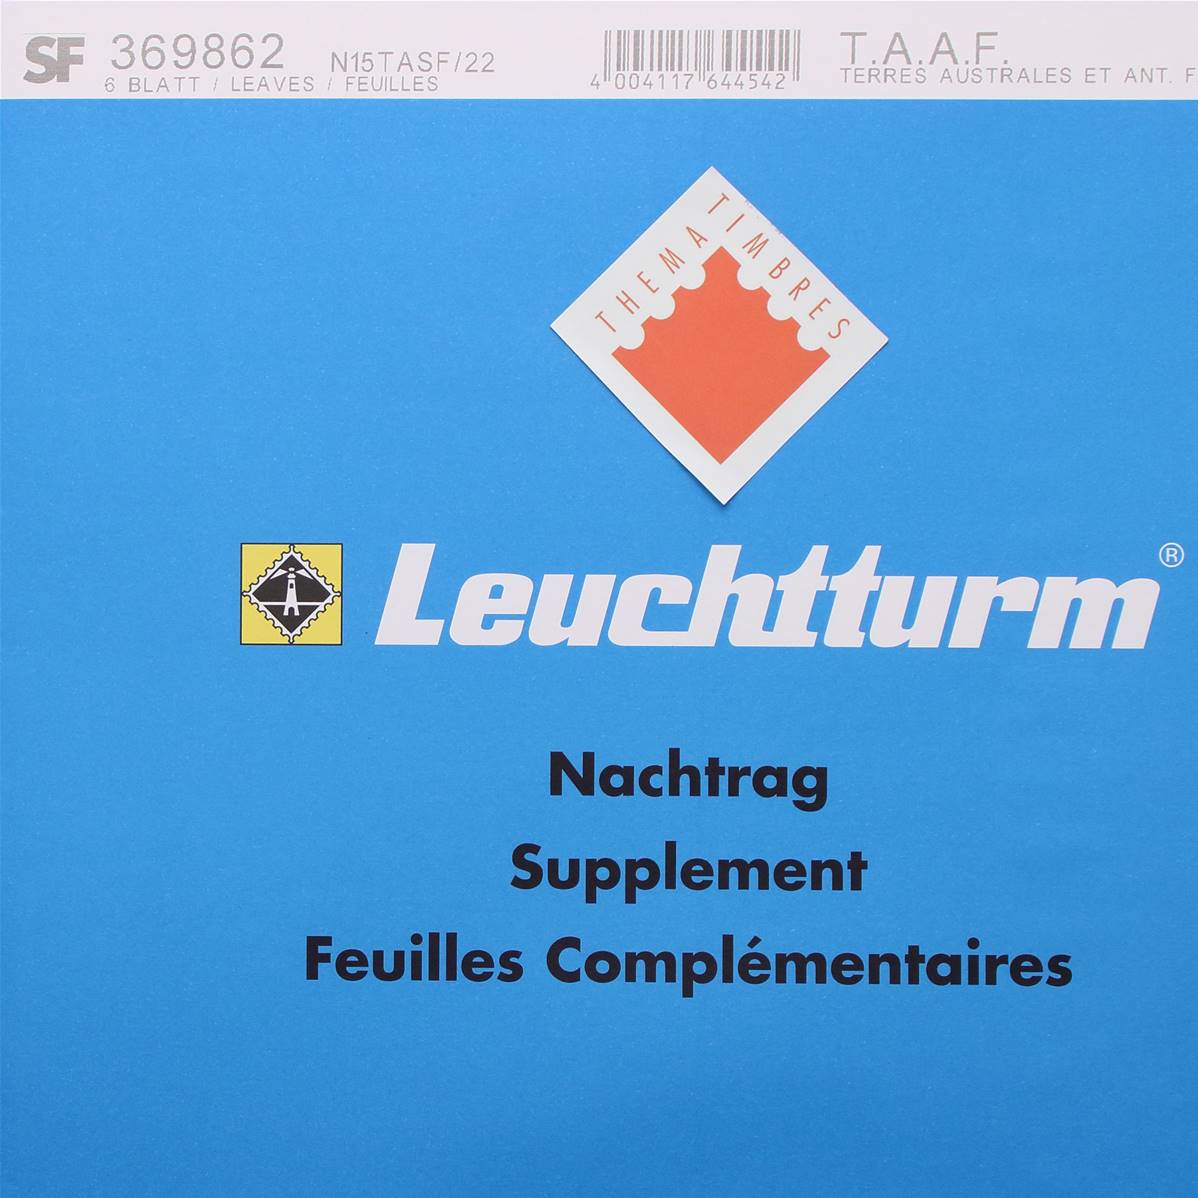 SF 369862 N15TASF/22
6 BLATT / LEAVES / FEUILLES
4 004117 644542
T.A.A.F.
TERRES AUSTRALES ET ANT. F
THEMA TIMBRES
Leuchtturm®
Nachtrag
Supplement
Feuilles Complémentaires